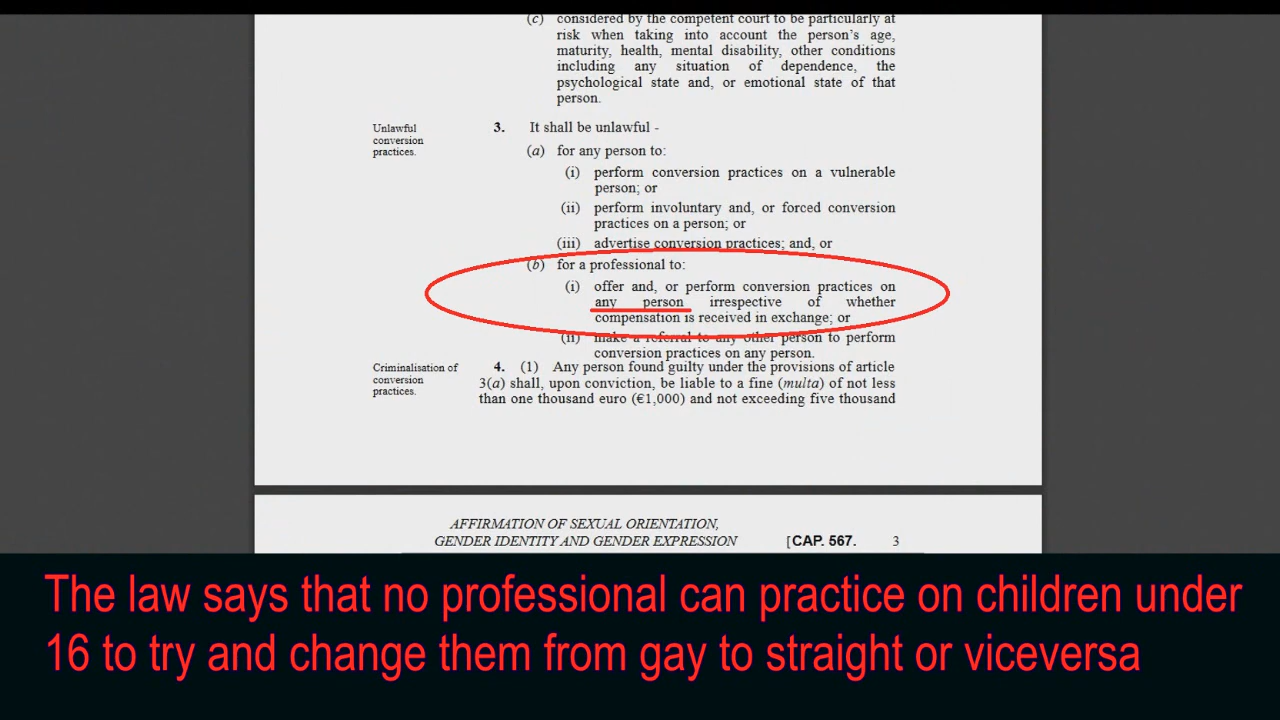 (c) considered by the competent court to be particularly at
risk when taking into account the person's age,
maturity, health, mental disability, other conditions
including any situation of dependence, the
psychological state and, or emotional state of that
person.
Unlawful
conversion
practices.
3. It shall be unlawful -
(a) for any person to:
(i) perform conversion practices on a vulnerable
person; or
(ii) perform involuntary and, or forced conversion
practices on a person; or
(iii) advertise conversion practices; and, or
(b) for a professional to:
(i) offer and, or perform conversion practices on
any person irrespective of whether
compensation is received in exchange; or
(ii) make a referral to any other person to perform
conversion practices on any person.
Criminalisation of
conversion
practices.
4. (1) Any person found guilty under the provisions of article
3(a) shall, upon conviction, be liable to a fine (multa) of not less
than one thousand euro (€1,000) and not exceeding five thousand
AFFIRMATION OF SEXUAL ORIENTATION,
GENDER IDENTITY AND GENDER EXPRESSION [CAP. 567. 3
The law says that no professional can practice on children under
16 to try and change them from gay to straight or viceversa